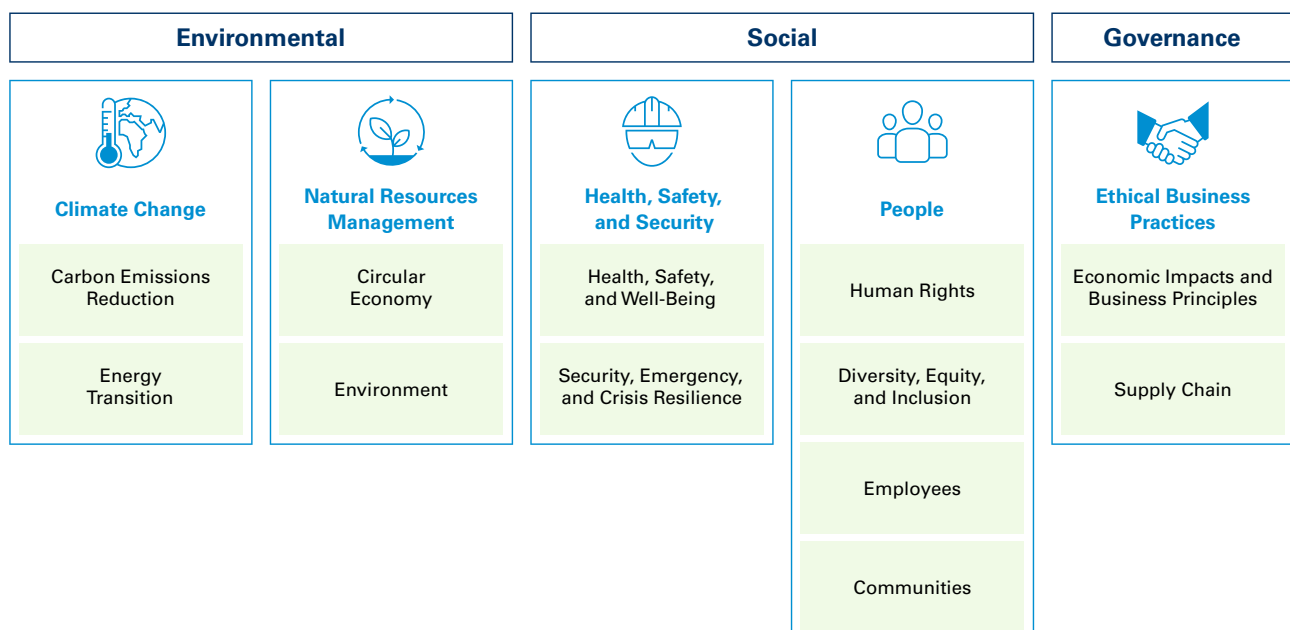 Environmental
Social
Governance
Climate Change
Natural Resources
Management
Health, Safety,
and Security
People
Ethical Business
Practices
Carbon Emissions
Reduction
Circular
Economy
Health, Safety,
and Well-Being
Human Rights
Economic Impacts and
Business Principles
Energy
Transition
Environment
Security, Emergency,
and Crisis Resilience
Diversity, Equity,
and Inclusion
Supply Chain
Employees
Communities